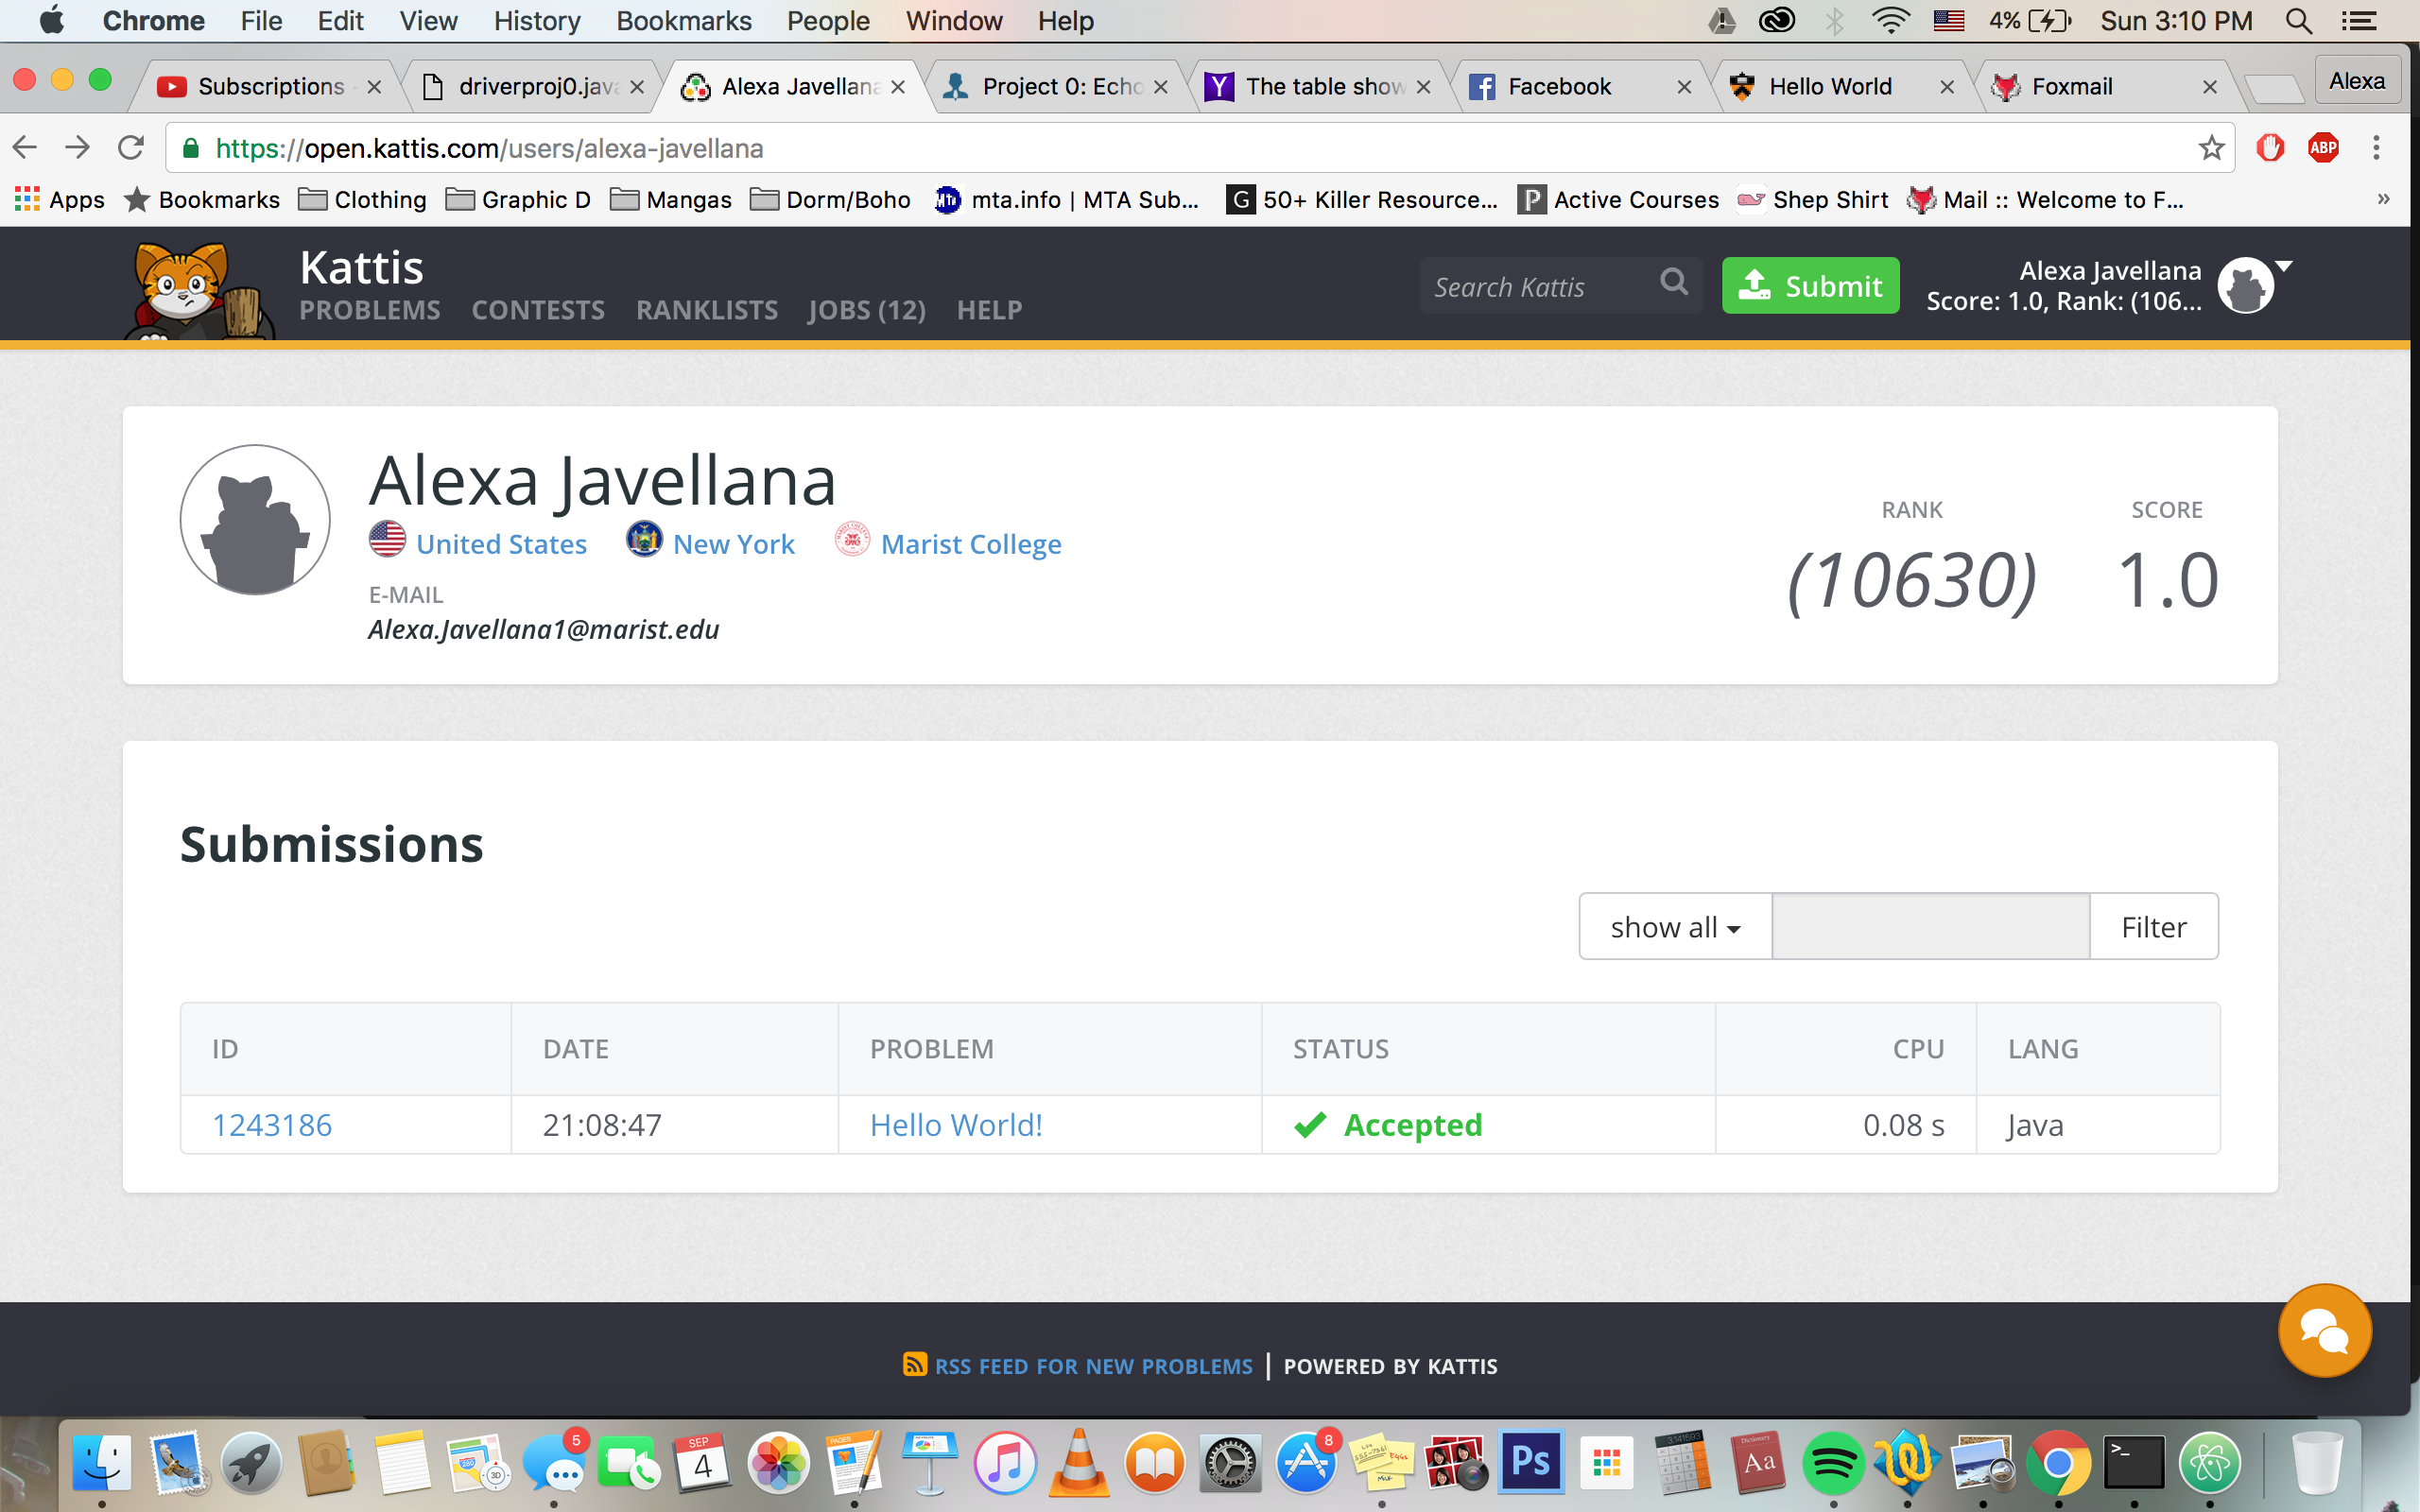 Chrome File Edit View History Bookmarks People Window Help 4% Sun 3:10 PM
Subscriptions driverproj0.java Alexa Javellana Project 0: Echo The table show Facebook Hello World Foxmail Alexa
https://open.kattis.com/users/alexa-javellana ABP
Apps Bookmarks Clothing Graphic D Mangas Dorm/Boho mta.info | MTA Sub... G 50+ Killer Resource... P Active Courses Shep Shirt Mail :: Welcome to F... »
Kattis
PROBLEMS CONTESTS RANKLISTS JOBS (12) HELP
Search Kattis
Submit
Alexa Javellana
Score: 1.0, Rank: (106...
Alexa Javellana
United States New York Marist College
E-MAIL
Alexa.Javellana1@marist.edu
RANK SCORE
(10630) 1.0
Submissions
show all Filter
ID DATE PROBLEM STATUS CPU LANG
1243186 21:08:47 Hello World! Accepted 0.08 s Java
RSS FEED FOR NEW PROBLEMS | POWERED BY KATTIS
5 SEP 4 8 Ps Aa